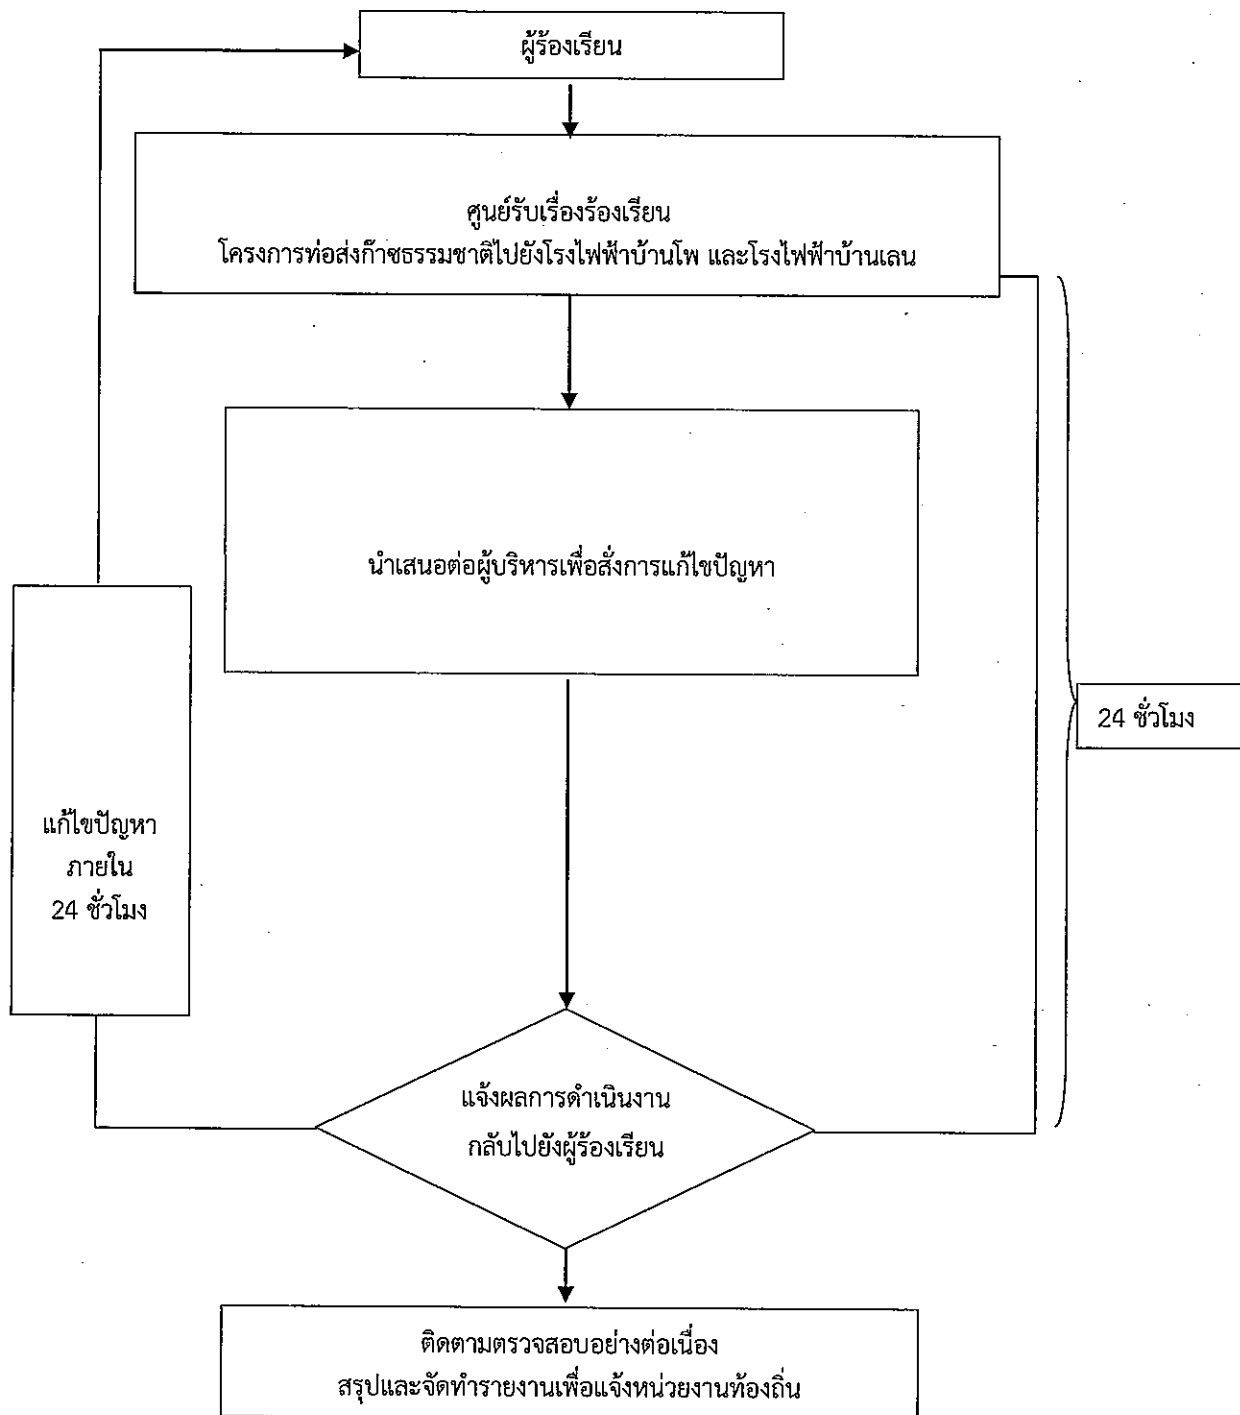 ผู้ร้องเรียน
ศูนย์รับเรื่องร้องเรียน
โครงการท่อส่งก๊าซธรรมชาติไปยังโรงไฟฟ้าบ้านโพ และโรงไฟฟ้าบ้านเลน
นำเสนอต่อผู้บริหารเพื่อสั่งการแก้ไขปัญหา
24 ชั่วโมง
แก้ไขปัญหา
ภายใน
24 ชั่วโมง
แจ้งผลการดำเนินงาน
กลับไปยังผู้ร้องเรียน
ติดตามตรวจสอบอย่างต่อเนื่อง
สรุปและจัดทำรายงานเพื่อแจ้งหน่วยงานท้องถิ่น